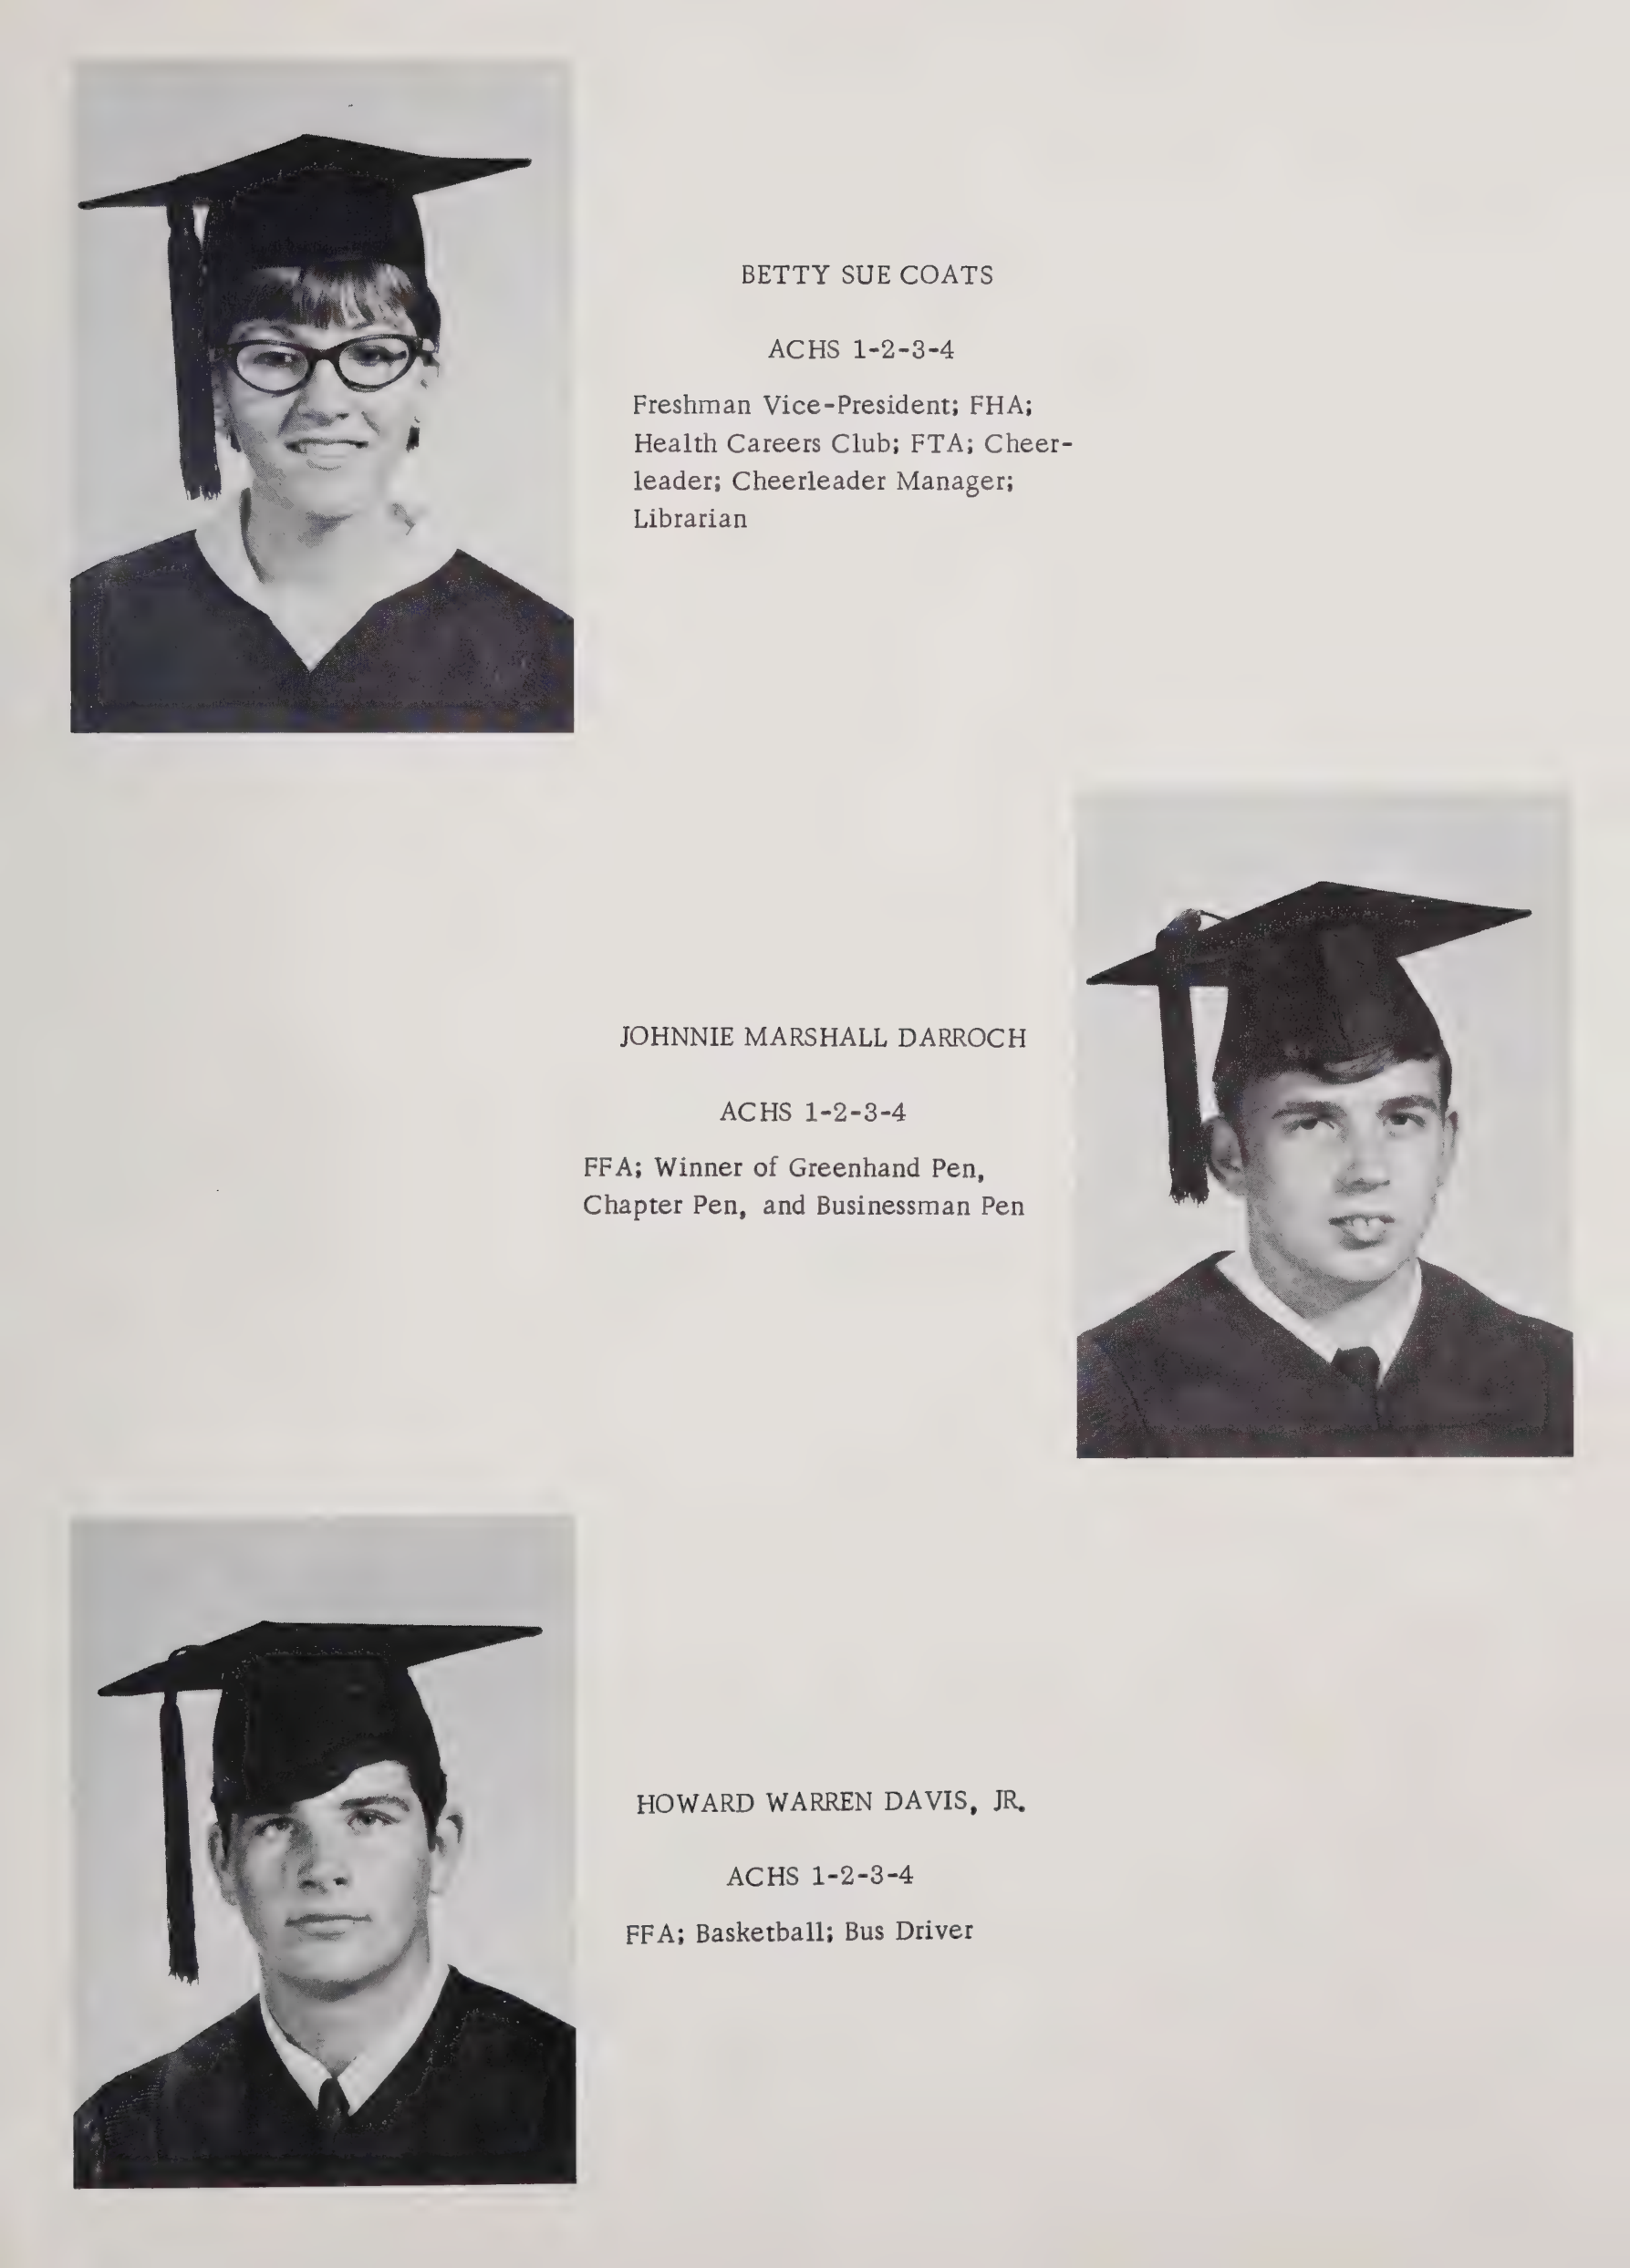 BETTY SUE COATS
ACHS 1-2-3-4
Freshman Vice-President; FHA;
Health Careers Club; FTA; Cheer-
leader; Cheerleader Manager;
Librarian
JOHNNIE MARSHALL DARROCH
ACHS 1-2-3-4
FFA; Winner of Greenhand Pen,
Chapter Pen, and Businessman Pen
HOWARD WARREN DAVIS, JR.
ACHS 1-2-3-4
FFA; Basketball; Bus Driver